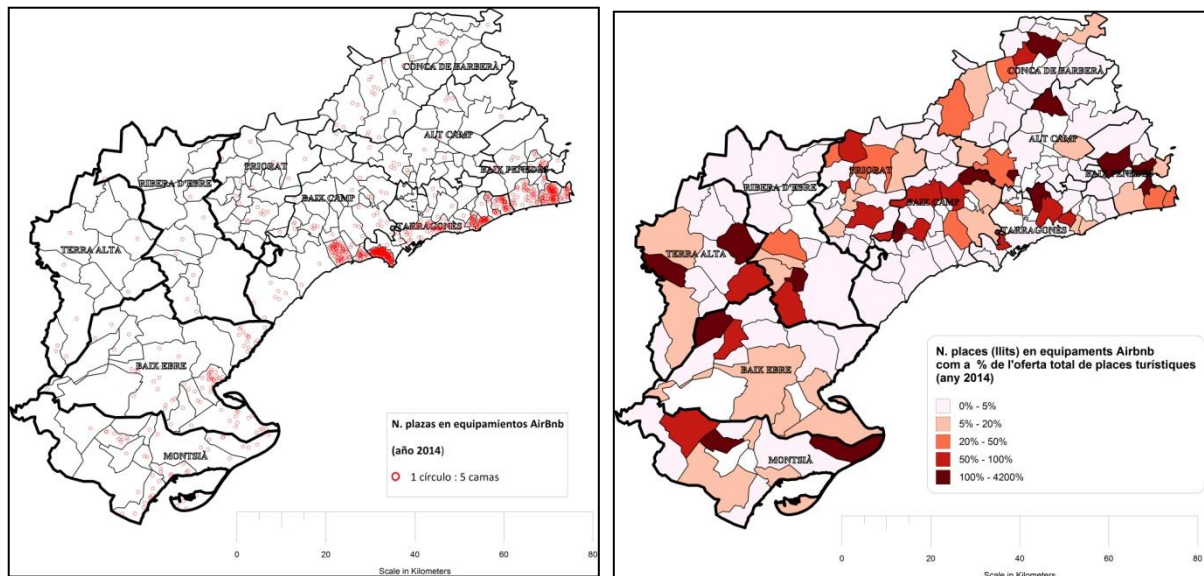 CONCA DE BARBERÀ
ALT CAMP
BAIX PENEDÈS
PRIORAT
RIBERA D'EBRE
BAIX CAMP
TARRAGONÈS
TERRA ALTA
BAIX EBRE
MONTSIÀ
N. plazas en equipamientos AirBnb
(año 2014)
1 círculo : 5 camas
0 20 40 60 80
Scale in Kilometers
CONCA DE BARBERÀ
ALT CAMP
BAIX PENEDÈS
PRIORAT
RIBERA D'EBRE
BAIX CAMP
TARRAGONÈS
TERRA ALTA
BAIX EBRE
MONTSIÀ
N. places (llits) en equipaments Airbnb
com a % de l'oferta total de places turístiques
(any 2014)
0% - 5%
5% - 20%
20% - 50%
50% - 100%
100% - 4200%
0 20 40 60 80
Scale in Kilometers